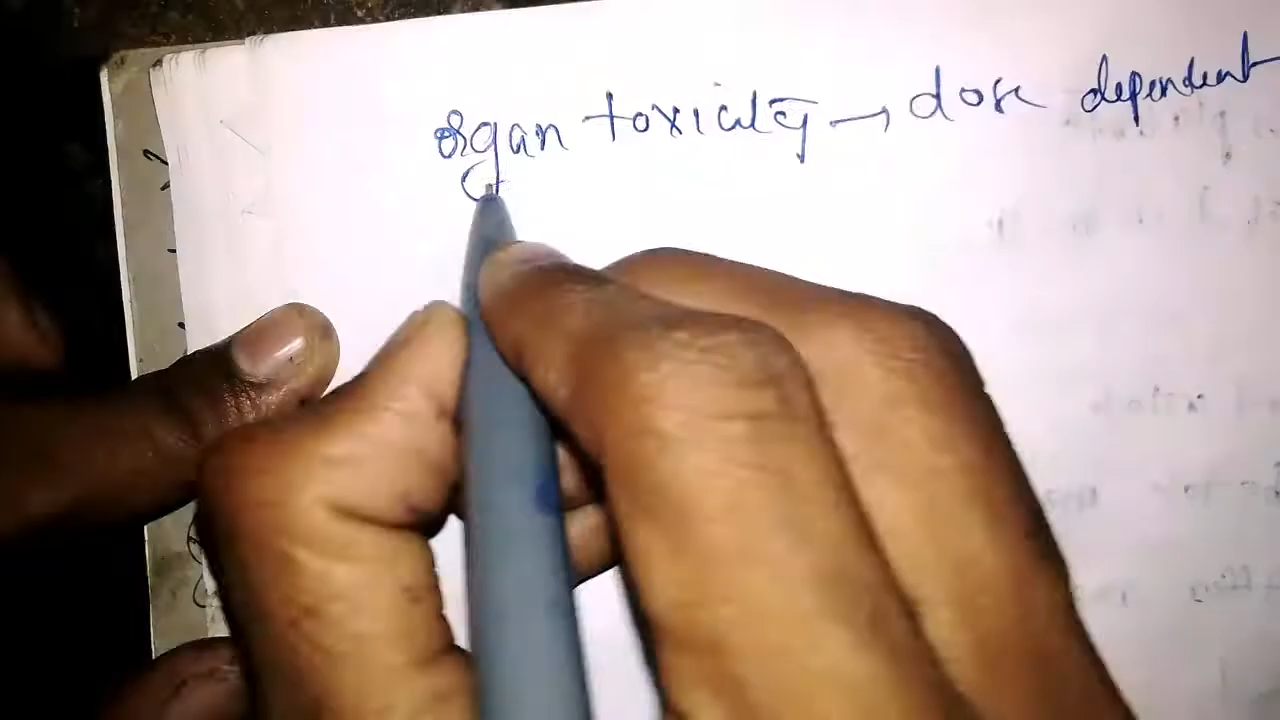 organ toxicity → dose dependent